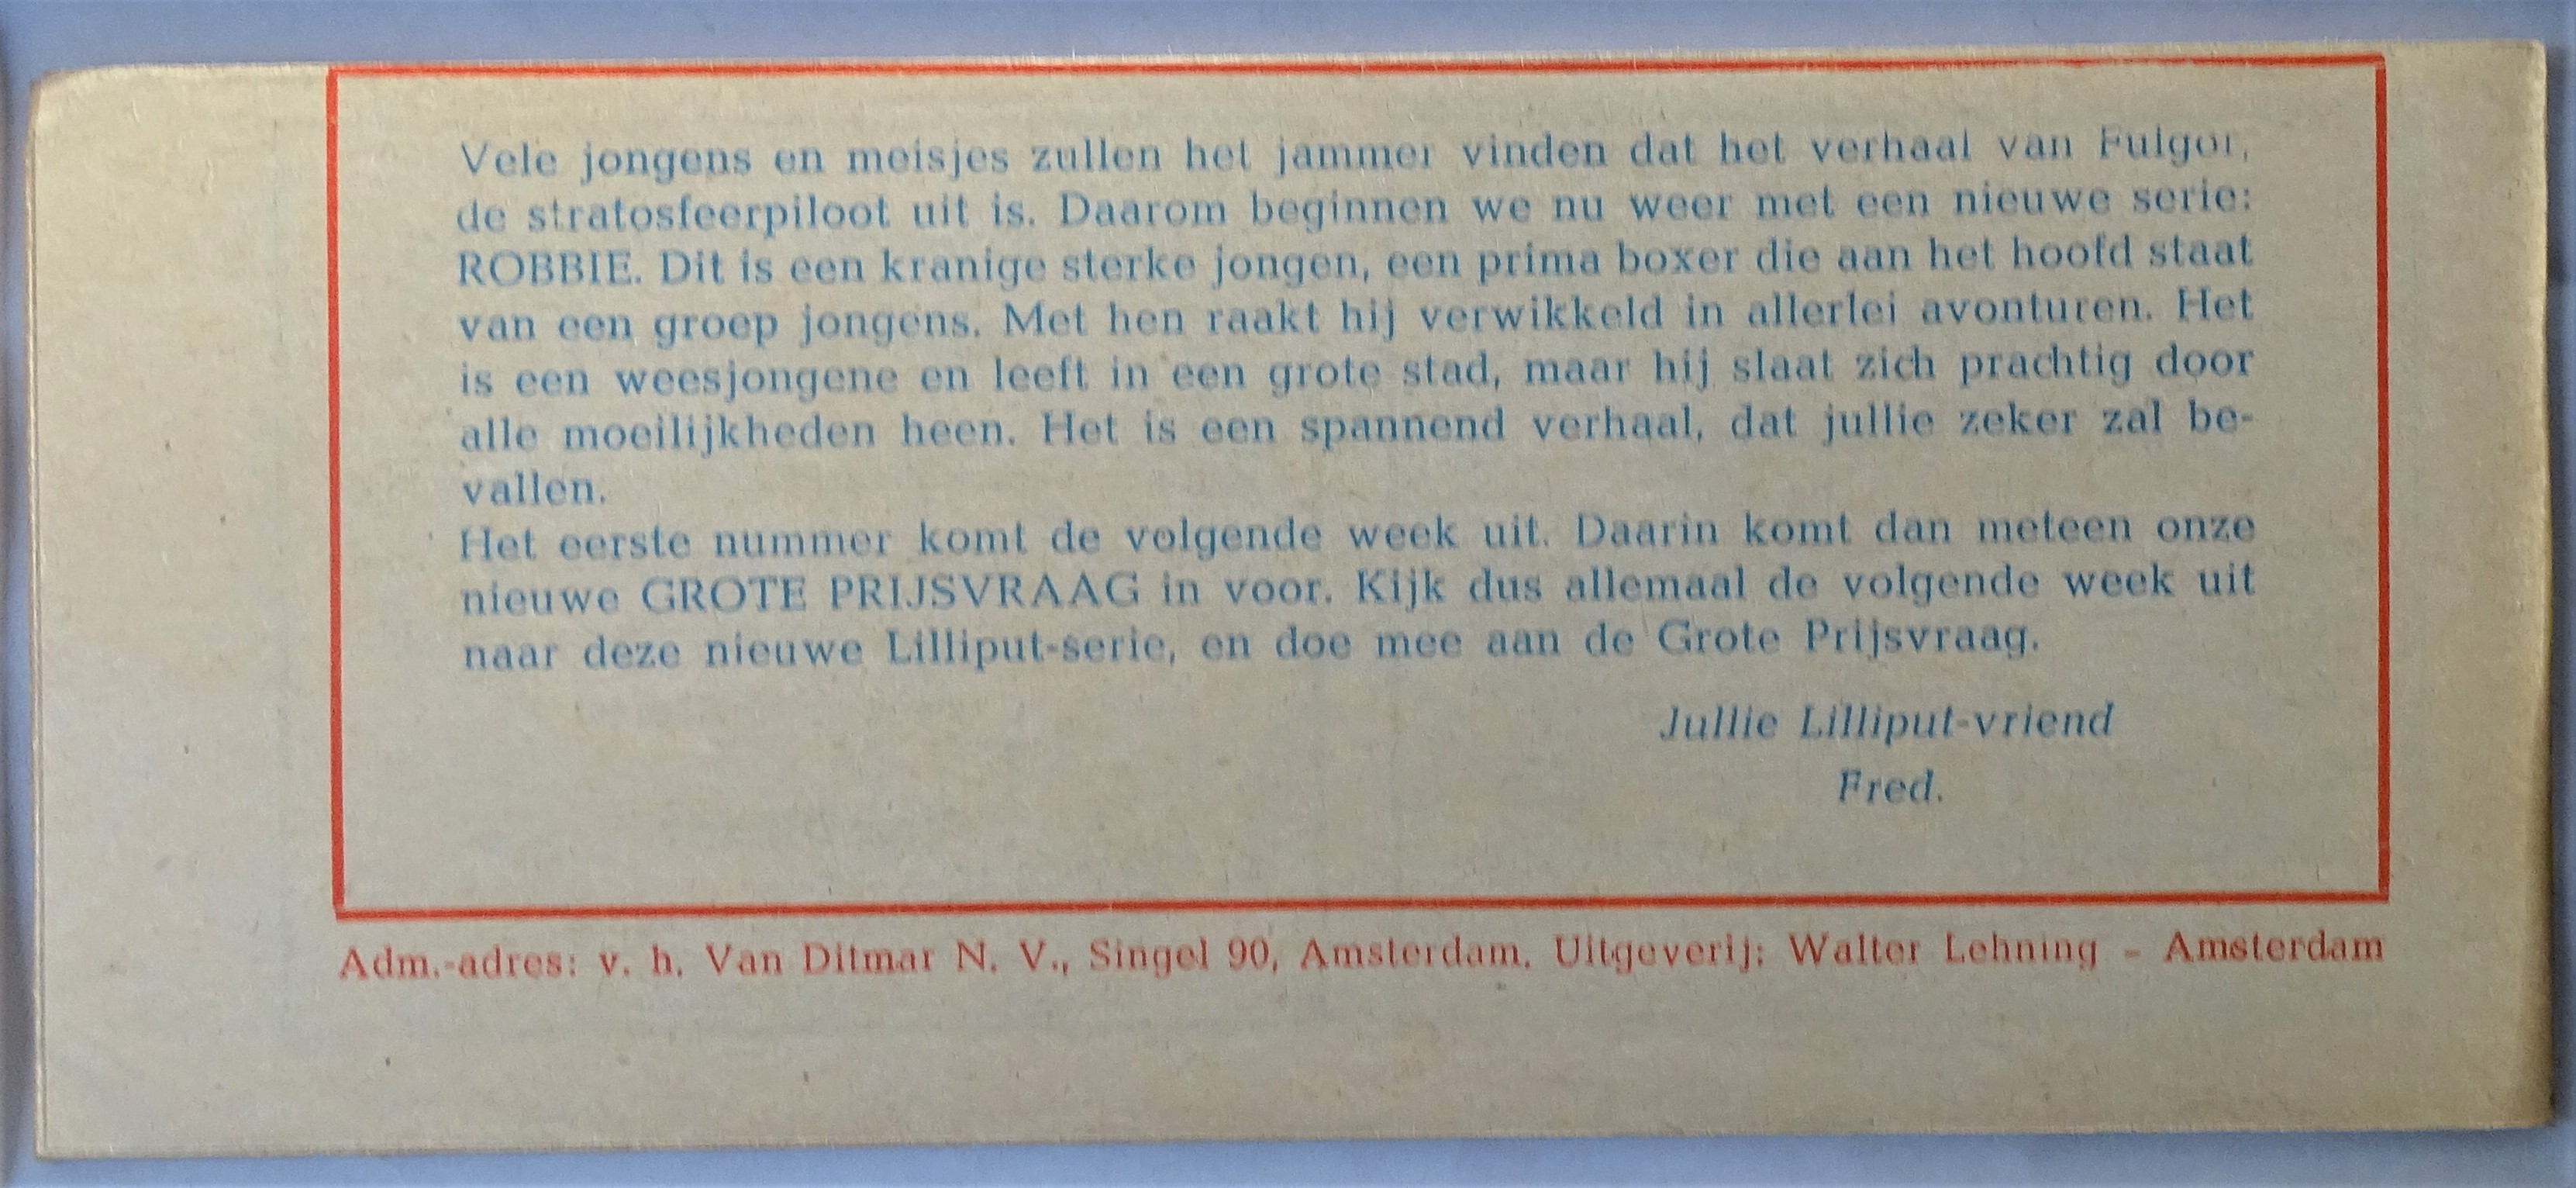 Vele jongens en meisjes zullen het jammer vinden dat het verhaal van Fulgor,
de stratosfeerpiloot uit is. Daarom beginnen we nu weer met een nieuwe serie:
ROBBIE. Dit is een kranige sterke jongen, een prima boxer die aan het hoofd staat
van een groep jongens. Met hen raakt hij verwikkeld in allerlei avonturen. Het
is een weesjongene en leeft in een grote stad, maar hij slaat zich prachtig door
alle moeilijkheden heen. Het is een spannend verhaal, dat jullie zeker zal be-
vallen.
Het eerste nummer komt de volgende week uit. Daarin komt dan meteen onze
nieuwe GROTE PRIJSVRAAG in voor. Kijk dus allemaal de volgende week uit
naar deze nieuwe Lilliput-serie, en doe mee aan de Grote Prijsvraag.
Jullie Lilliput-vriend
Fred.
Adm.-adres: v. h. Van Ditmar N. V., Singel 90, Amsterdam. Uitgeverij: Walter Lehning - Amsterdam